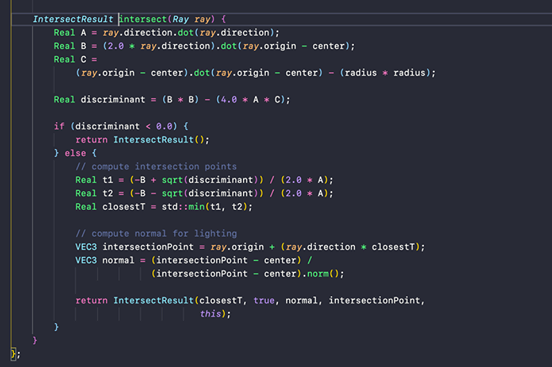 IntersectResult intersect(Ray ray) {
Real A = ray.direction.dot(ray.direction);
Real B = (2.0 * ray.direction).dot(ray.origin - center);
Real C =
(ray.origin - center).dot(ray.origin - center) - (radius * radius);
Real discriminant = (B * B) - (4.0 * A * C);
if (discriminant < 0.0) {
return IntersectResult();
} else {
// compute intersection points
Real t1 = (-B + sqrt(discriminant)) / (2.0 * A);
Real t2 = (-B - sqrt(discriminant)) / (2.0 * A);
Real closestT = std::min(t1, t2);
// compute normal for lighting
VEC3 intersectionPoint = ray.origin + (ray.direction * closestT);
VEC3 normal = (intersectionPoint - center) /
(intersectionPoint - center).norm();
return IntersectResult(closestT, true, normal, intersectionPoint,
this);
}
}
};